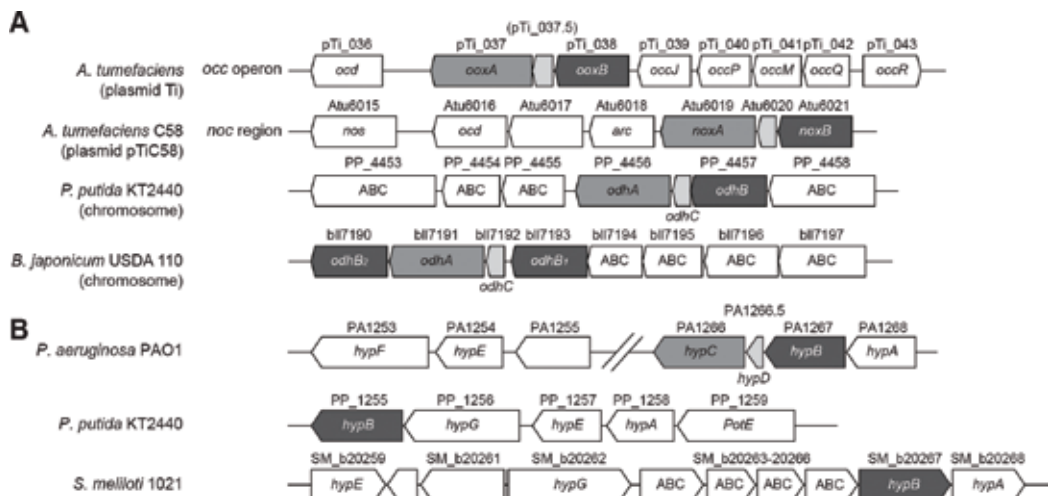 A
(pTi_037.5)
pTi_036 pTi_037 pTi_038 pTi_039 pTi_040 pTi_041 pTi_042 pTi_043
A. tumefaciens occ operon ocd ooxA ooxB occJ occP occM occQ occR
(plasmid Ti)
Atu6015 Atu6016 Atu6017 Atu6018 Atu6019 Atu6020 Atu6021
A. tumefaciens C58 noc region nos ocd arc noxA noxB
(plasmid pTiC58)
PP_4453 PP_4454 PP_4455 PP_4456 PP_4457 PP_4458
P. putida KT2440 ABC ABC ABC odhA odhB ABC
(chromosome) odhC
bll7190 bll7191 bll7192 bll7193 bll7194 bll7195 bll7196 bll7197
B. japonicum USDA 110 odhB2 odhA odhB1 ABC ABC ABC ABC
(chromosome) odhC
B
PA1266.5
PA1253 PA1254 PA1255 PA1266 PA1267 PA1268
P. aeruginosa PAO1 hypF hypE hypC hypB hypA
hypD
PP_1255 PP_1256 PP_1257 PP_1258 PP_1259
P. putida KT2440 hypB hypG hypE hypA PotE
SM_b20259 SM_b20261 SM_b20262 SM_b20263-20266 SM_b20267 SM_b20268
S. meliloti 1021 hypE hypG ABC ABC ABC ABC hypB hypA